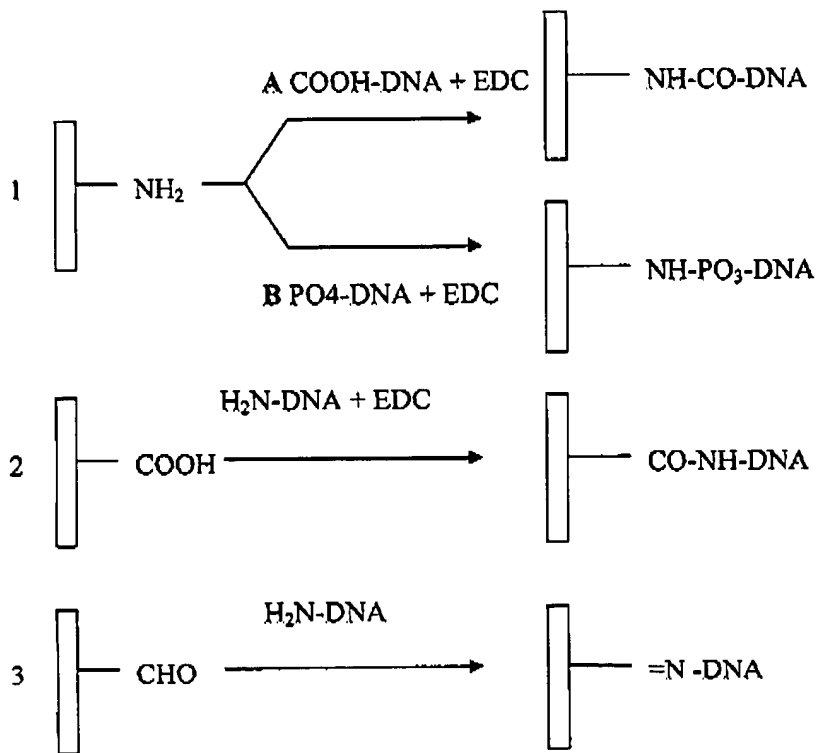 A COOH-DNA + EDC
NH-CO-DNA
1
NH₂
B PO4-DNA + EDC
NH-PO₃-DNA
H₂N-DNA + EDC
2
COOH
CO-NH-DNA
H₂N-DNA
3
CHO
=N -DNA